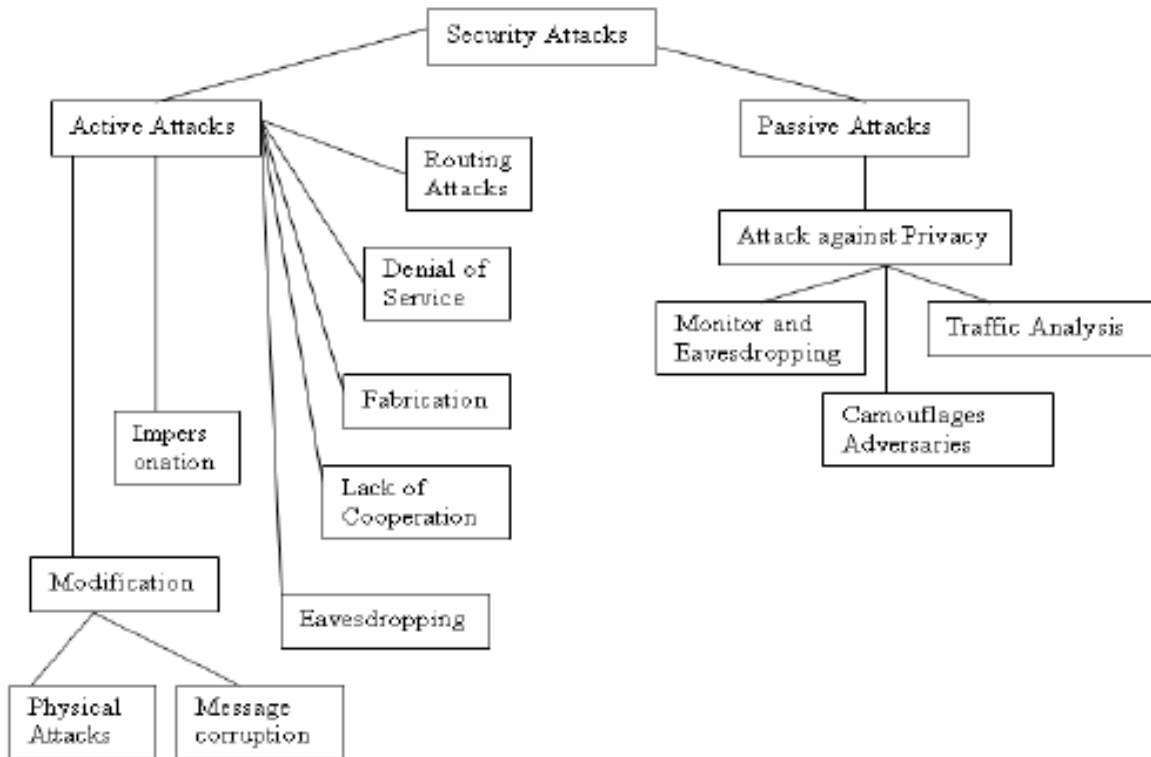 Security Attacks
Active Attacks
Passive Attacks
Routing
Attacks
Attack against Privacy
Denial of
Service
Monitor and
Eavesdropping
Traffic Analysis
Fabrication
Camouflages
Adversaries
Impers
onation
Lack of
Cooperation
Modification
Eavesdropping
Physical
Attacks
Message
corruption